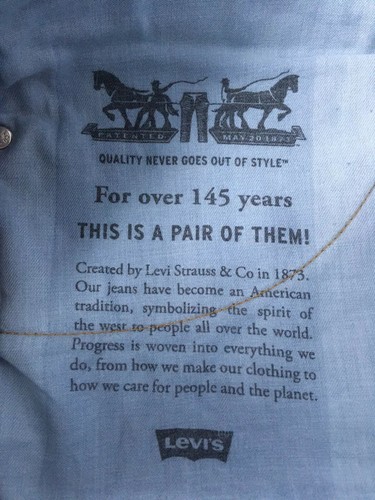 PATENTED MAY 20 1873
QUALITY NEVER GOES OUT OF STYLE™
For over 145 years
THIS IS A PAIR OF THEM!
Created by Levi Strauss & Co in 1873.
Our jeans have become an American
tradition, symbolizing the spirit of
the west to people all over the world.
Progress is woven into everything we
do, from how we make our clothing to
how we care for people and the planet.
LEVI'S